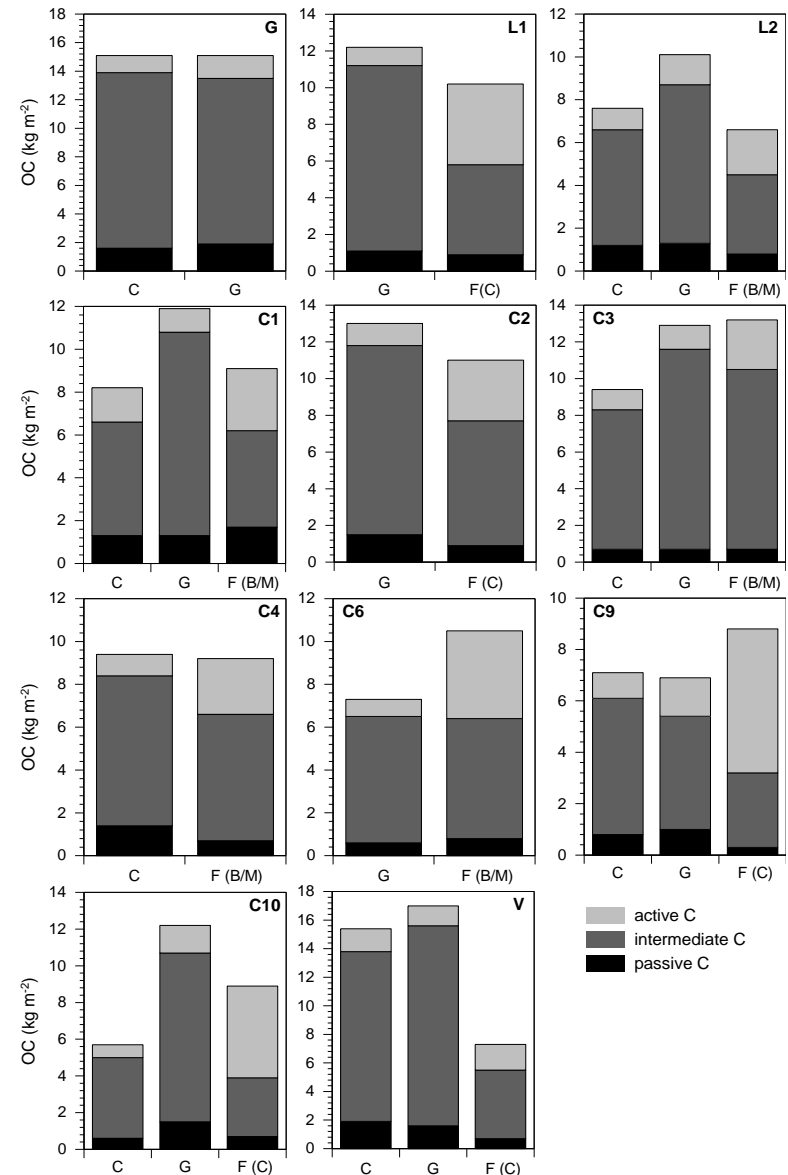 G
18
16
14
12
10
8
6
4
2
0
OC (kg m-2)
C G
L1
14
12
10
8
6
4
2
0
G F(C)
L2
12
10
8
6
4
2
0
C G F (B/M)
C1
12
10
8
6
4
2
0
OC (kg m-2)
C G F (B/M)
C2
14
12
10
8
6
4
2
0
G F (C)
C3
14
12
10
8
6
4
2
0
C G F (B/M)
C4
12
10
8
6
4
2
0
OC (kg m-2)
C F (B/M)
C6
12
10
8
6
4
2
0
G F (B/M)
C9
10
8
6
4
2
0
C G F (C)
C10
14
12
10
8
6
4
2
0
OC (kg m-2)
C G F (C)
V
18
16
14
12
10
8
6
4
2
0
C G F (C)
active C
intermediate C
passive C